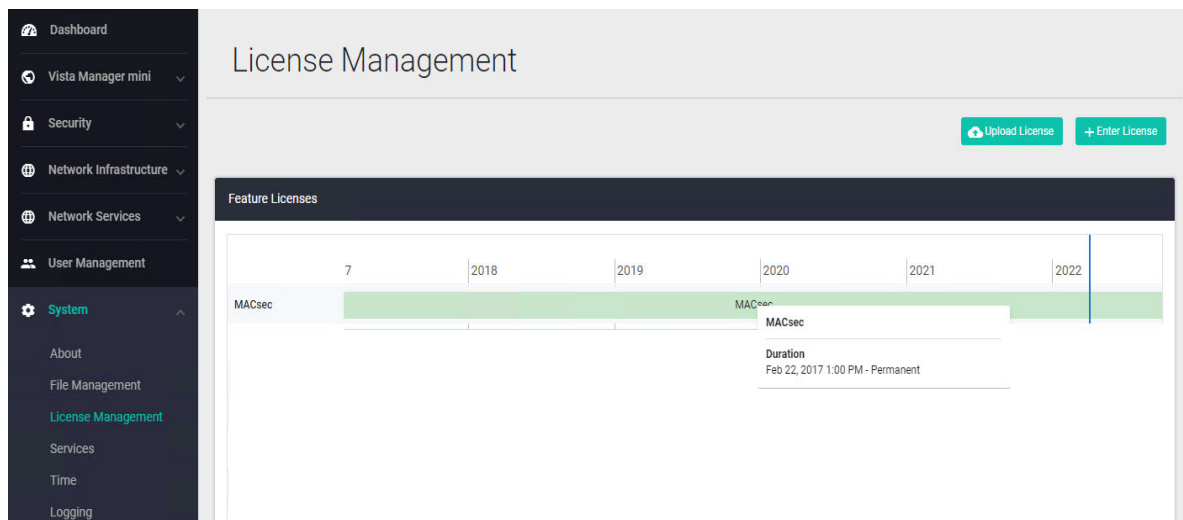 Dashboard
Vista Manager mini
Security
Network Infrastructure
Network Services
User Management
System
About
File Management
License Management
Services
Time
Logging
License Management
Upload License
+ Enter License
Feature Licenses
7 2018 2019 2020 2021 2022
MACsec MACsec
MACsec
Duration
Feb 22, 2017 1:00 PM - Permanent